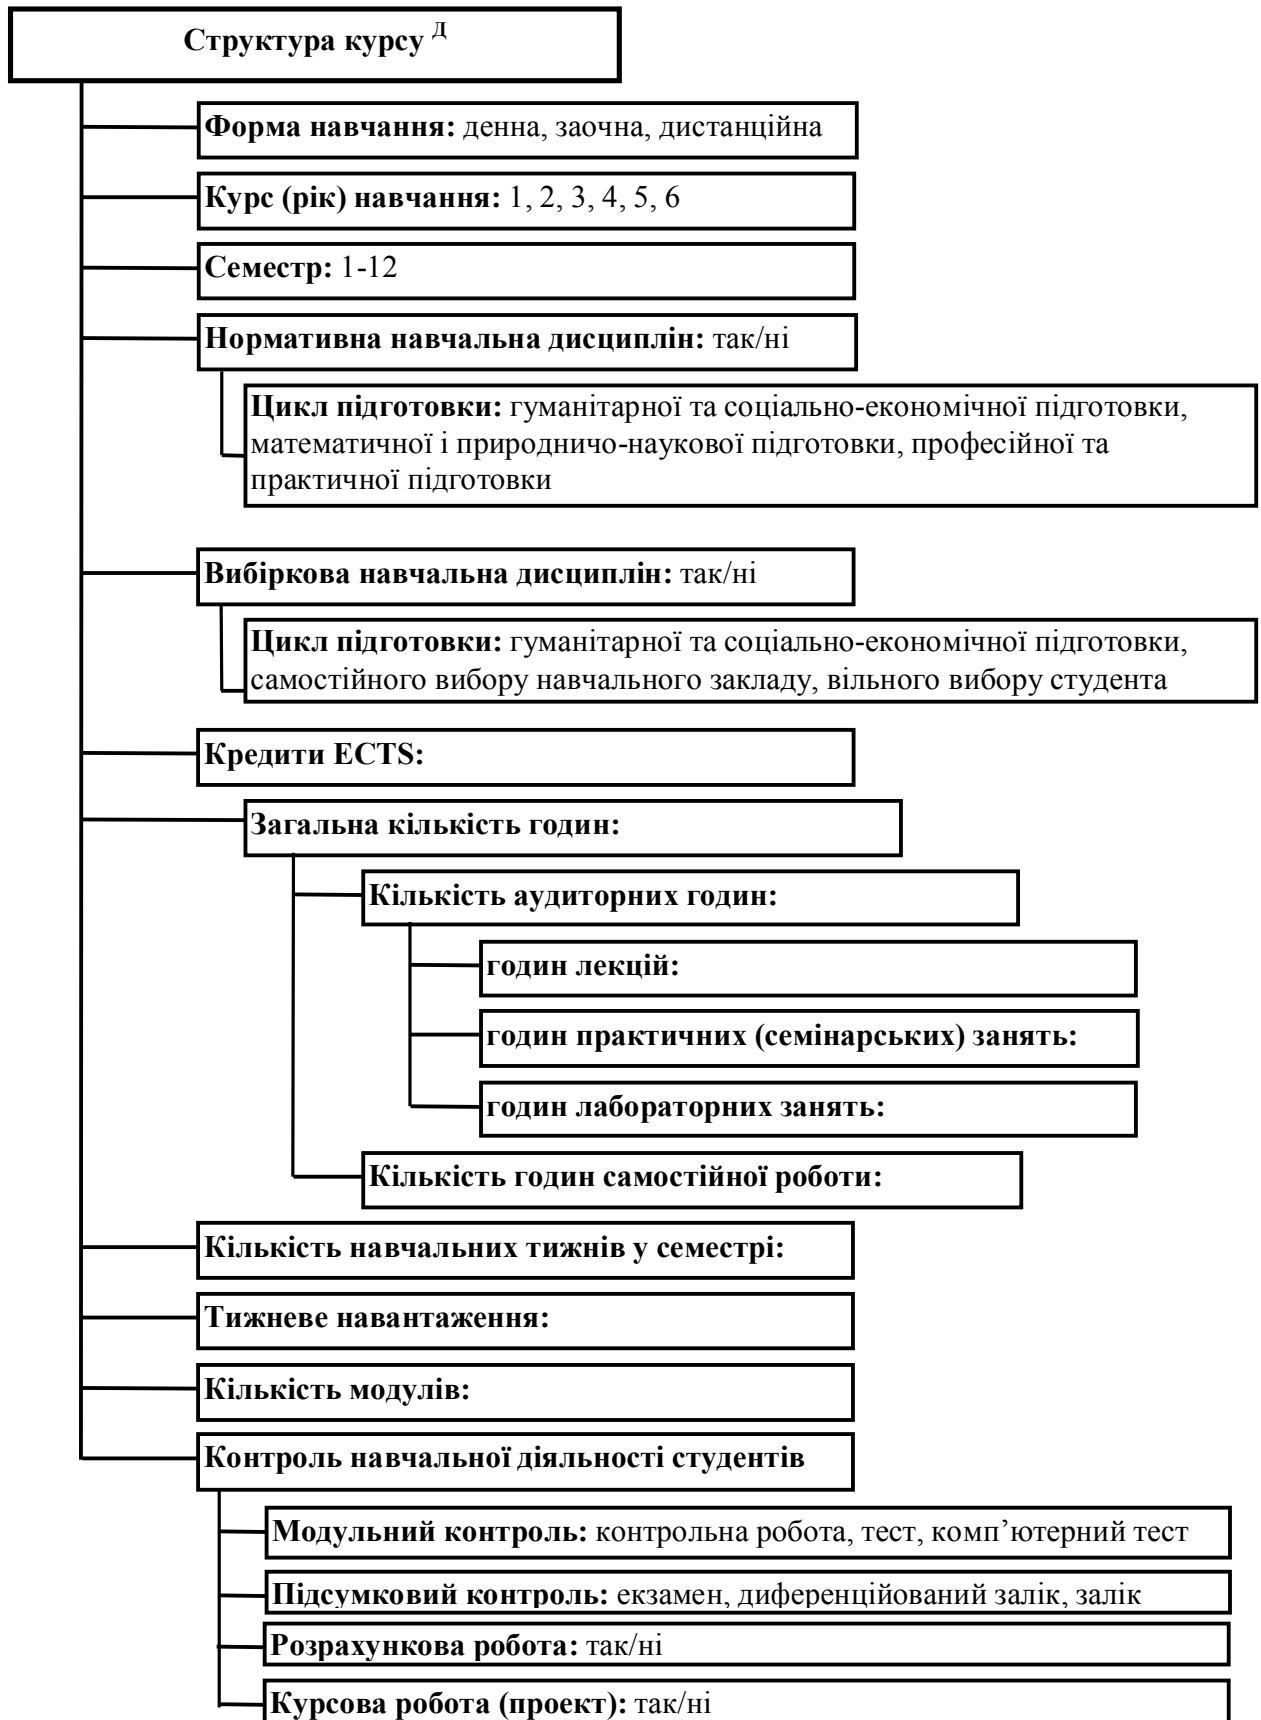 Структура курсу Д
Форма навчання: денна, заочна, дистанційна
Курс (рік) навчання: 1, 2, 3, 4, 5, 6
Семестр: 1-12
Нормативна навчальна дисциплін: так/ні
Цикл підготовки: гуманітарної та соціально-економічної підготовки,
математичної і природничо-наукової підготовки, професійної та
практичної підготовки
Вибіркова навчальна дисциплін: так/ні
Цикл підготовки: гуманітарної та соціально-економічної підготовки,
самостійного вибору навчального закладу, вільного вибору студента
Кредити ECTS:
Загальна кількість годин:
Кількість аудиторних годин:
годин лекцій:
годин практичних (семінарських) занять:
годин лабораторних занять:
Кількість годин самостійної роботи:
Кількість навчальних тижнів у семестрі:
Тижневе навантаження:
Кількість модулів:
Контроль навчальної діяльності студентів
Модульний контроль: контрольна робота, тест, комп’ютерний тест
Підсумковий контроль: екзамен, диференційований залік, залік
Розрахункова робота: так/ні
Курсова робота (проект): так/ні